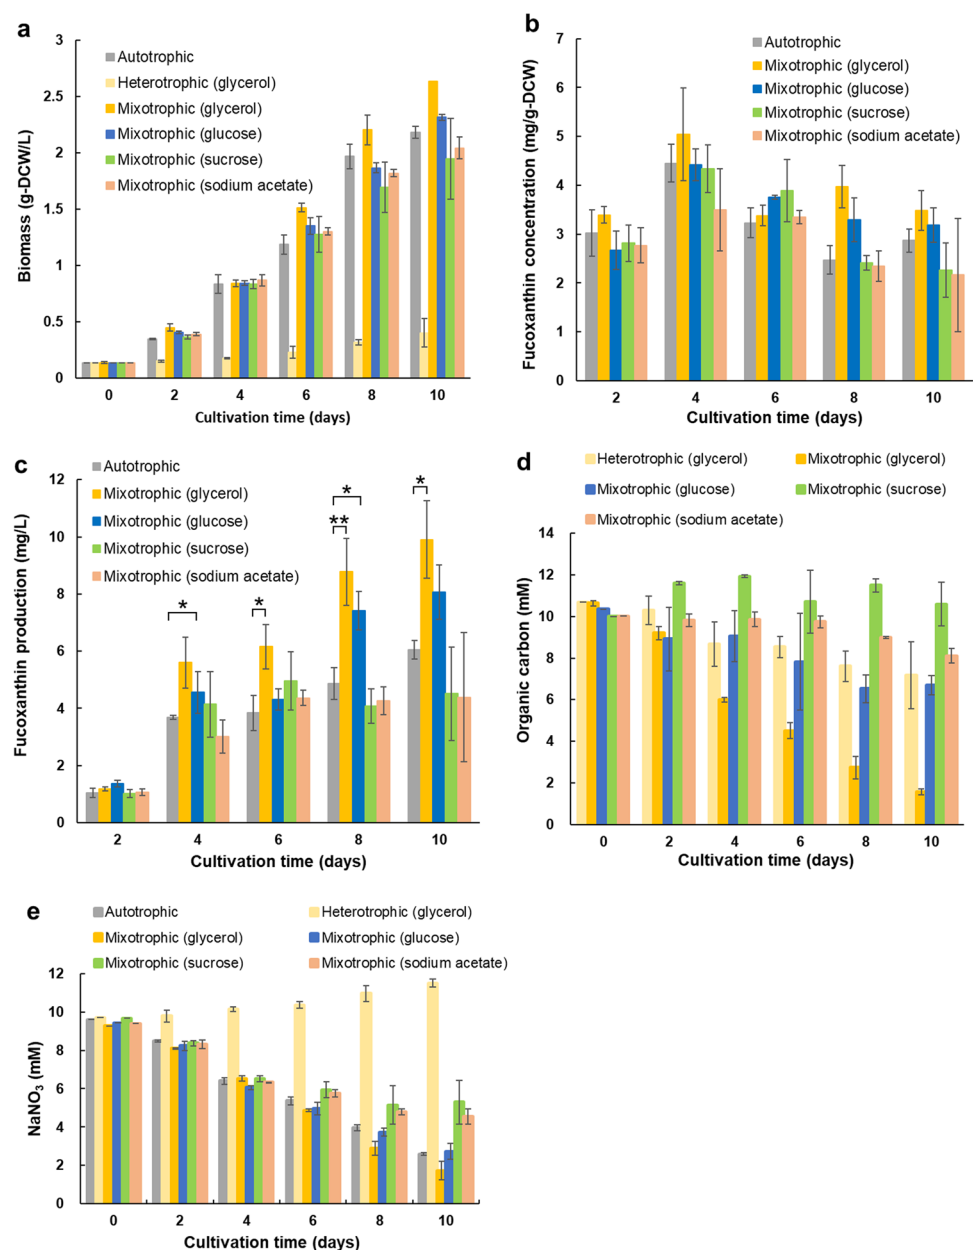 a
3
2.5
2
1.5
1
0.5
0
Biomass (g-DCW/L)
Autotrophic
Heterotrophic (glycerol)
Mixotrophic (glycerol)
Mixotrophic (glucose)
Mixotrophic (sucrose)
Mixotrophic (sodium acetate)
0 2 4 6 8 10
Cultivation time (days)
b
7
6
5
4
3
2
1
0
Fucoxanthin concentration (mg/g-DCW)
Autotrophic
Mixotrophic (glycerol)
Mixotrophic (glucose)
Mixotrophic (sucrose)
Mixotrophic (sodium acetate)
2 4 6 8 10
Cultivation time (days)
c
12
10
8
6
4
2
0
Fucoxanthin production (mg/L)
Autotrophic
Mixotrophic (glycerol)
Mixotrophic (glucose)
Mixotrophic (sucrose)
Mixotrophic (sodium acetate)
* * * ** *
2 4 6 8 10
Cultivation time (days)
d
Heterotrophic (glycerol) Mixotrophic (glycerol)
Mixotrophic (glucose) Mixotrophic (sucrose)
Mixotrophic (sodium acetate)
14
12
10
8
6
4
2
0
Organic carbon (mM)
0 2 4 6 8 10
Cultivation time (days)
e
Autotrophic Heterotrophic (glycerol)
Mixotrophic (glycerol) Mixotrophic (glucose)
Mixotrophic (sucrose) Mixotrophic (sodium acetate)
12
10
8
6
4
2
0
NaNO₃ (mM)
0 2 4 6 8 10
Cultivation time (days)